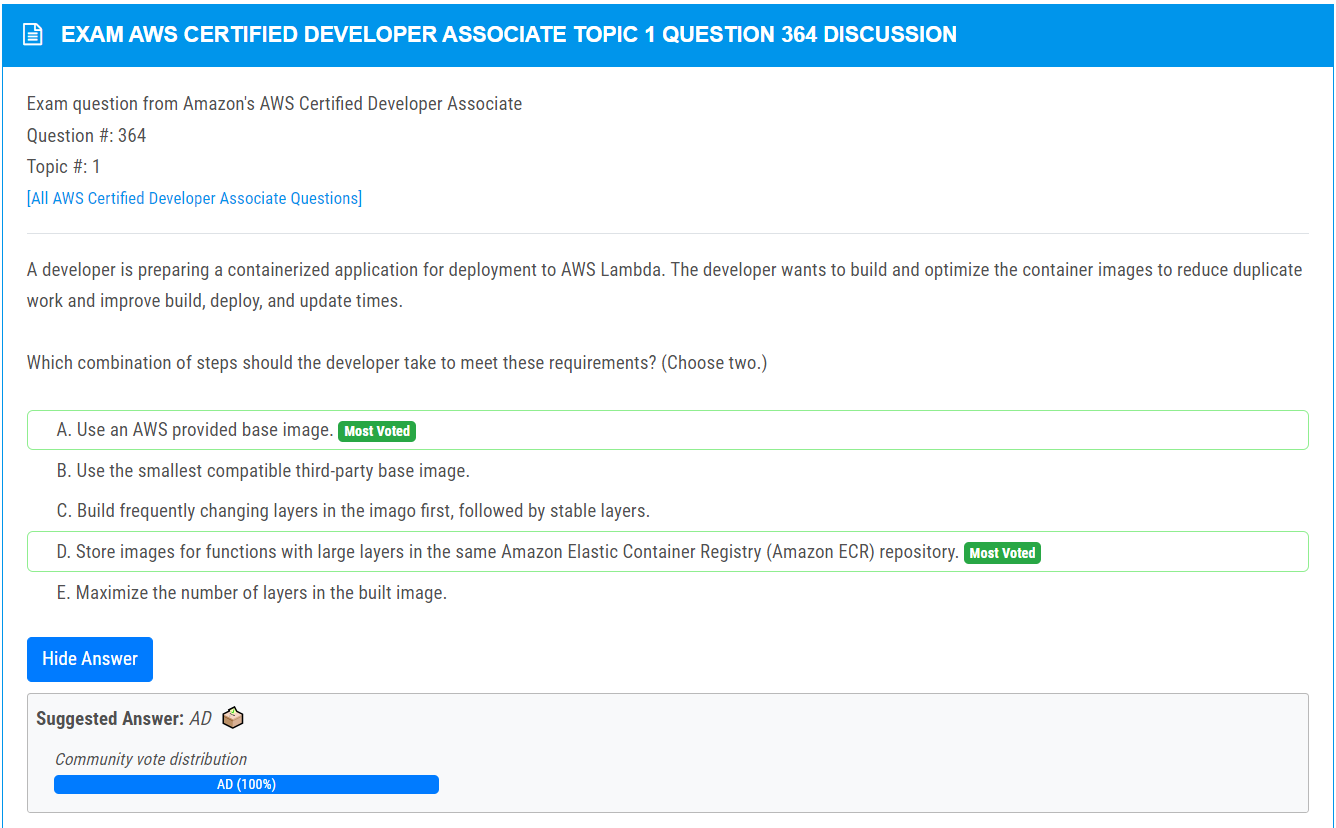 EXAM AWS CERTIFIED DEVELOPER ASSOCIATE TOPIC 1 QUESTION 364 DISCUSSION
Exam question from Amazon's AWS Certified Developer Associate
Question #: 364
Topic #: 1
[All AWS Certified Developer Associate Questions]
A developer is preparing a containerized application for deployment to AWS Lambda. The developer wants to build and optimize the container images to reduce duplicate
work and improve build, deploy, and update times.
Which combination of steps should the developer take to meet these requirements? (Choose two.)
A. Use an AWS provided base image. Most Voted
B. Use the smallest compatible third-party base image.
C. Build frequently changing layers in the imago first, followed by stable layers.
D. Store images for functions with large layers in the same Amazon Elastic Container Registry (Amazon ECR) repository. Most Voted
E. Maximize the number of layers in the built image.
Hide Answer
Suggested Answer: AD
Community vote distribution
AD (100%)